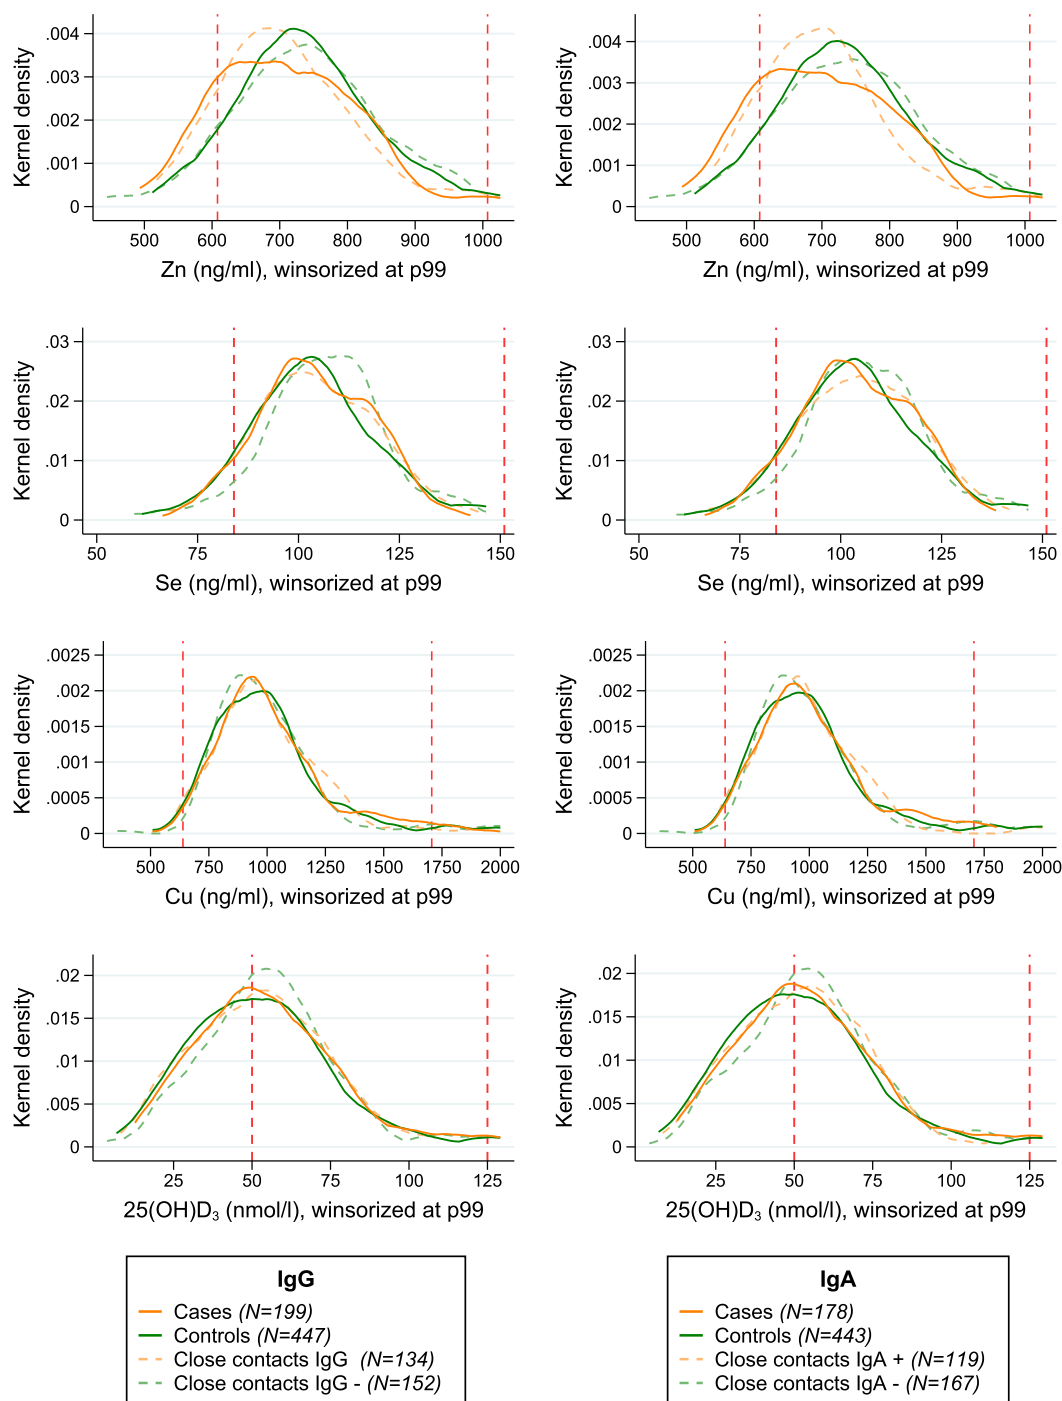 Kernel density
.004
.003
.002
.001
0
500 600 700 800 900 1000
Zn (ng/ml), winsorized at p99
Kernel density
.004
.003
.002
.001
0
500 600 700 800 900 1000
Zn (ng/ml), winsorized at p99
Kernel density
.03
.02
.01
0
50 75 100 125 150
Se (ng/ml), winsorized at p99
Kernel density
.03
.02
.01
0
50 75 100 125 150
Se (ng/ml), winsorized at p99
Kernel density
.0025
.002
.0015
.001
.0005
0
500 750 1000 1250 1500 1750 2000
Cu (ng/ml), winsorized at p99
Kernel density
.0025
.002
.0015
.001
.0005
0
500 750 1000 1250 1500 1750 2000
Cu (ng/ml), winsorized at p99
Kernel density
.02
.015
.01
.005
0
25 50 75 100 125
25(OH)D₃ (nmol/l), winsorized at p99
Kernel density
.02
.015
.01
.005
0
25 50 75 100 125
25(OH)D₃ (nmol/l), winsorized at p99
IgG
Cases (N=199)
Controls (N=447)
Close contacts IgG (N=134)
Close contacts IgG - (N=152)
IgA
Cases (N=178)
Controls (N=443)
Close contacts IgA + (N=119)
Close contacts IgA - (N=167)